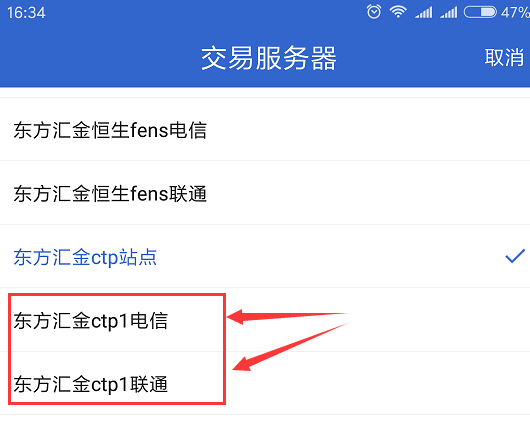 16:34 47%
交易服务器 取消
东方汇金恒生fens电信
东方汇金恒生fens联通
东方汇金ctp站点
东方汇金ctp1电信
东方汇金ctp1联通